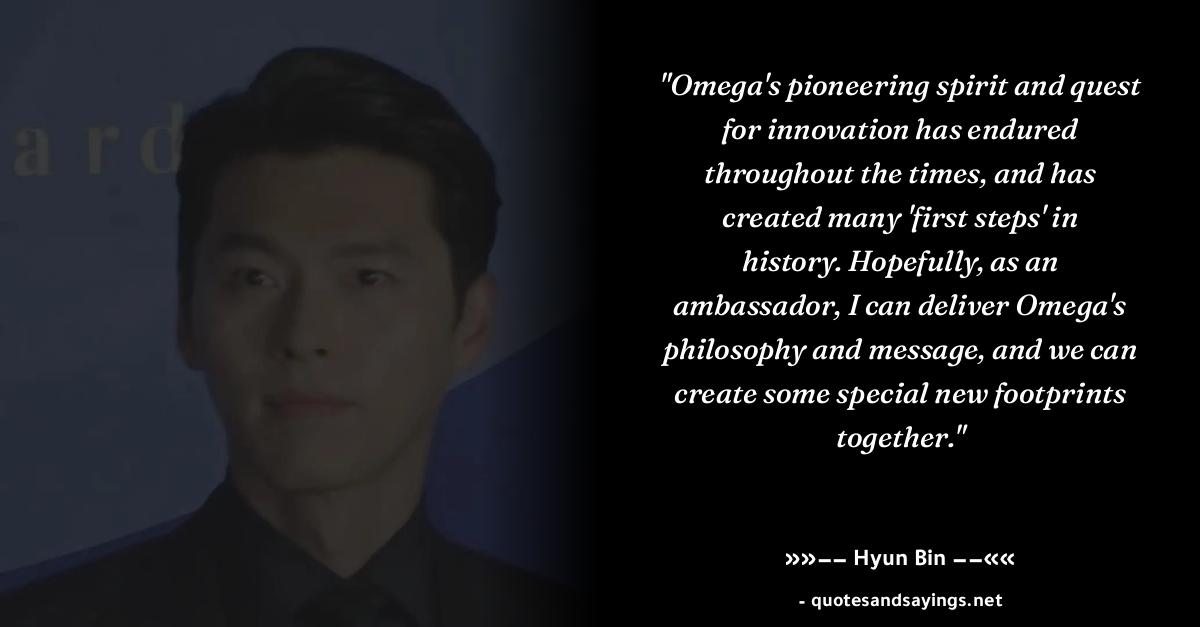 ard
"Omega's pioneering spirit and quest
for innovation has endured
throughout the times, and has
created many 'first steps' in
history. Hopefully, as an
ambassador, I can deliver Omega's
philosophy and message, and we can
create some special new footprints
together."
»»−− Hyun Bin −−««
- quotesandsayings.net